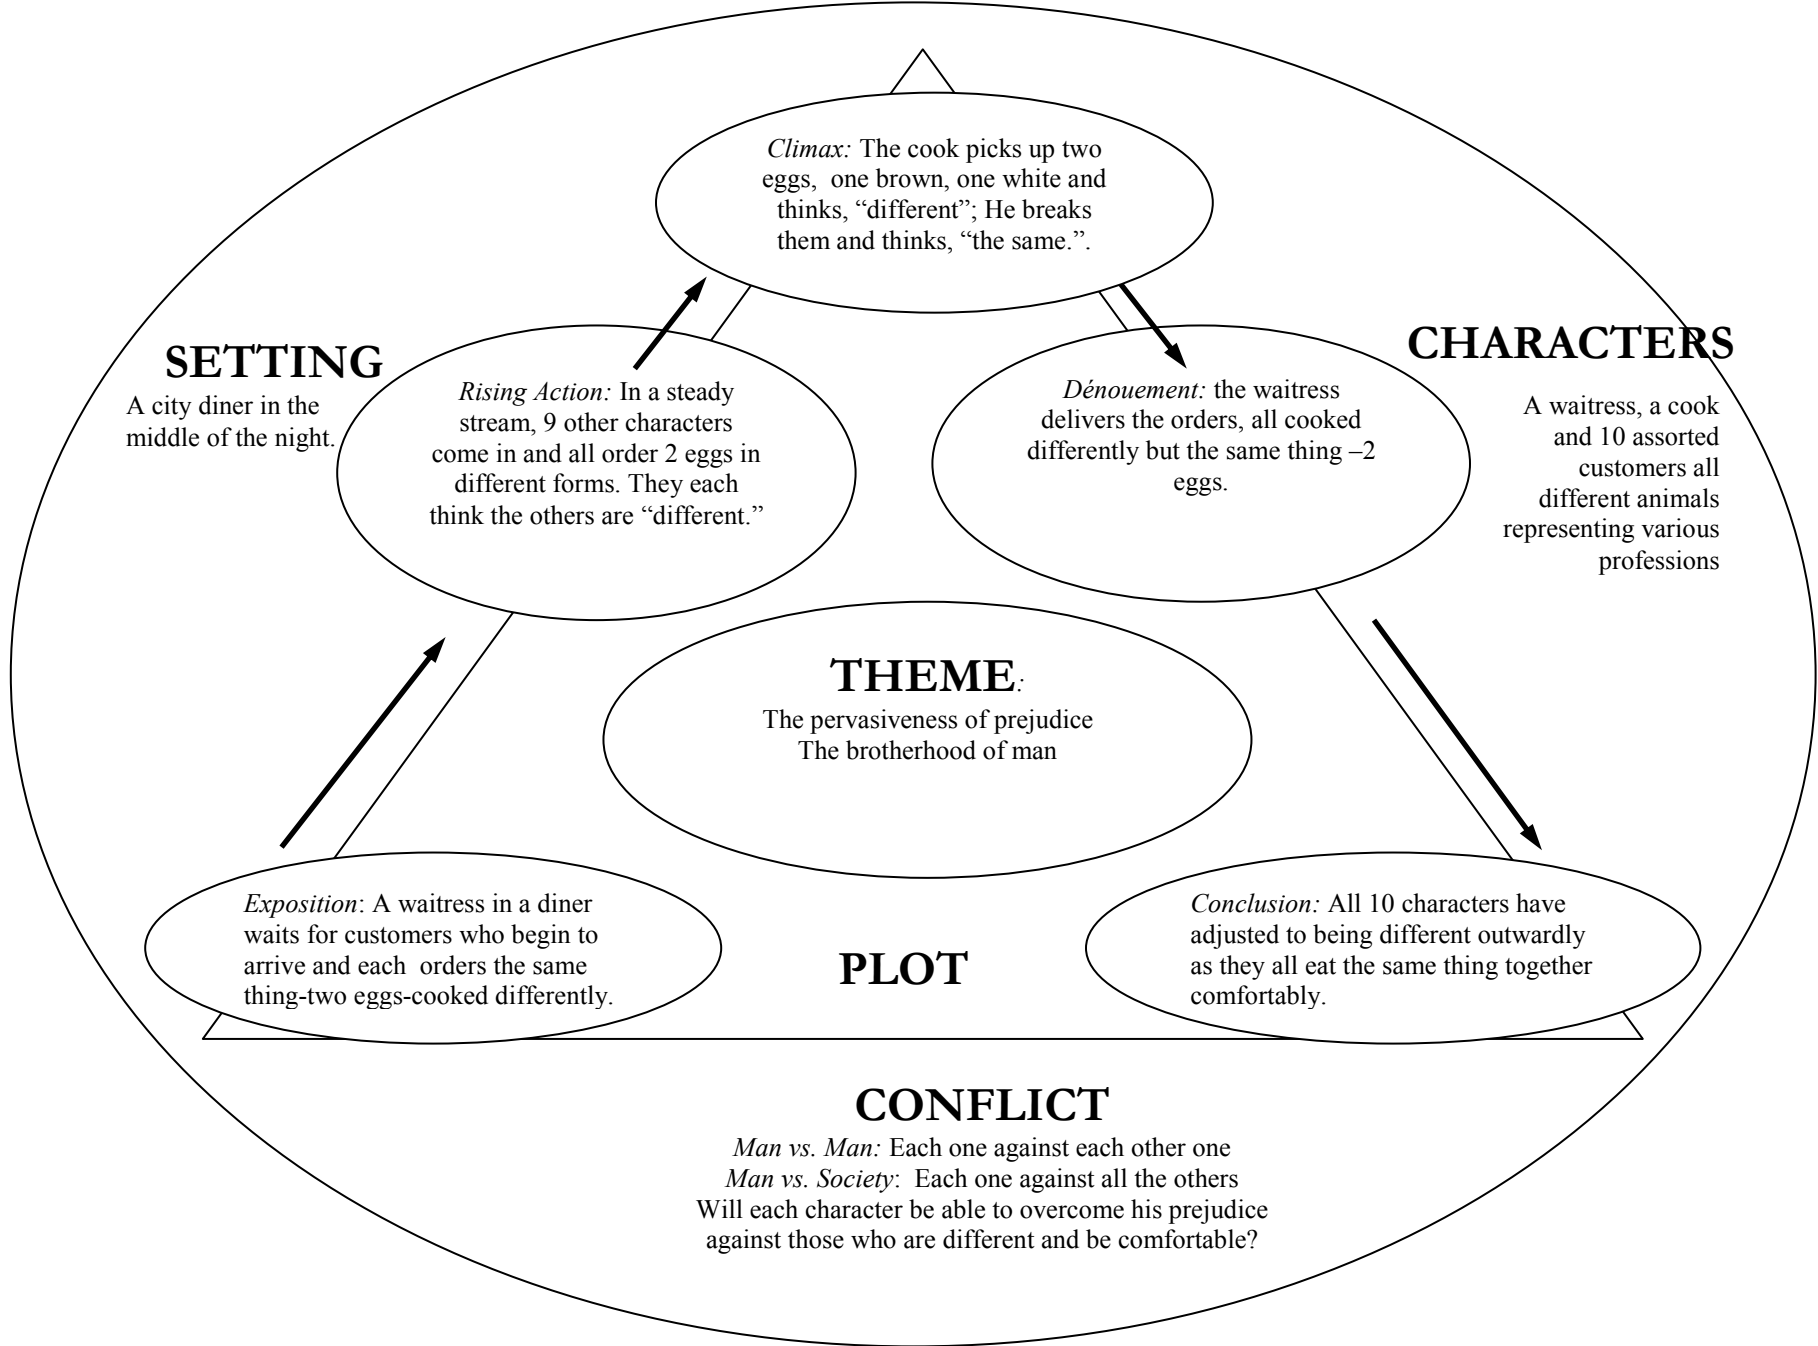 Climax: The cook picks up two
eggs,  one brown, one white and
thinks, “different”; He breaks
them and thinks, “the same.”.
SETTING
A city diner in the
middle of the night.
Rising Action: In a steady
stream, 9 other characters
come in and all order 2 eggs in
different forms. They each
think the others are “different.”
Dénouement: the waitress
delivers the orders, all cooked
differently but the same thing –2
eggs.
CHARACTERS
A waitress, a cook
and 10 assorted
customers all
different animals
representing various
professions
THEME:
The pervasiveness of prejudice
The brotherhood of man
Exposition: A waitress in a diner
waits for customers who begin to
arrive and each  orders the same
thing-two eggs-cooked differently.
PLOT
Conclusion: All 10 characters have
adjusted to being different outwardly
as they all eat the same thing together
comfortably.
CONFLICT
Man vs. Man: Each one against each other one
Man vs. Society:  Each one against all the others
Will each character be able to overcome his prejudice
against those who are different and be comfortable?